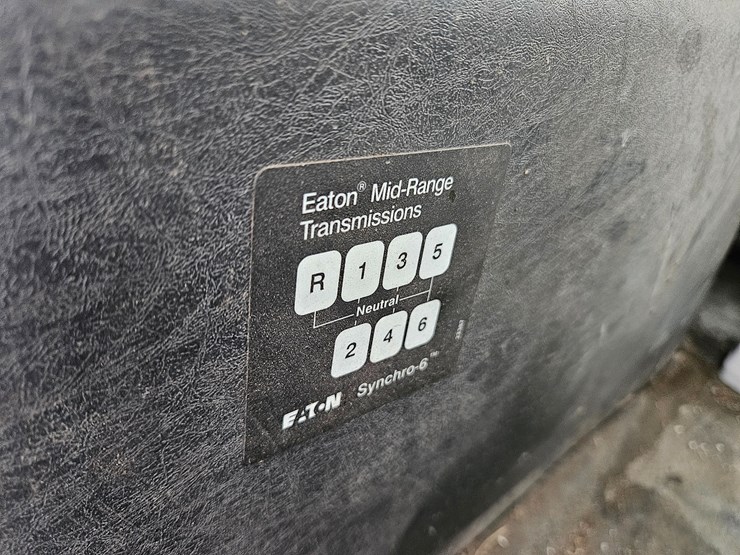 Eaton® Mid-Range
Transmissions
R 1 3 5
Neutral
2 4 6
Synchro-6™
EATON